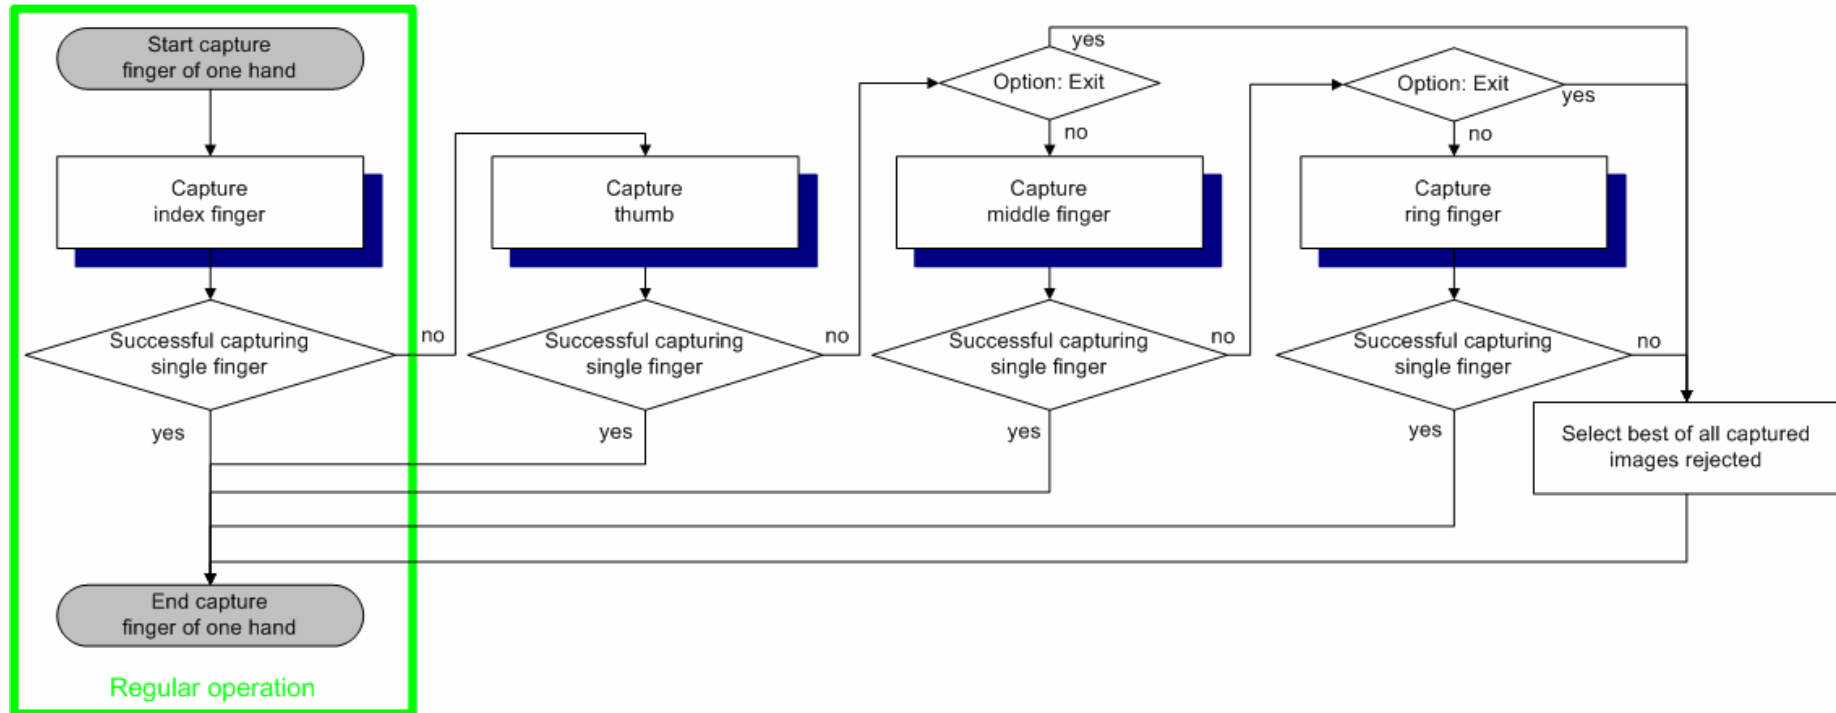 Start capture
finger of one hand
Capture
index finger
Successful capturing
single finger
no
yes
End capture
finger of one hand
Regular operation
Capture
thumb
Successful capturing
single finger
no
yes
Option: Exit
yes
no
Capture
middle finger
Successful capturing
single finger
no
yes
Option: Exit
yes
no
Capture
ring finger
Successful capturing
single finger
no
yes
Select best of all captured
images rejected